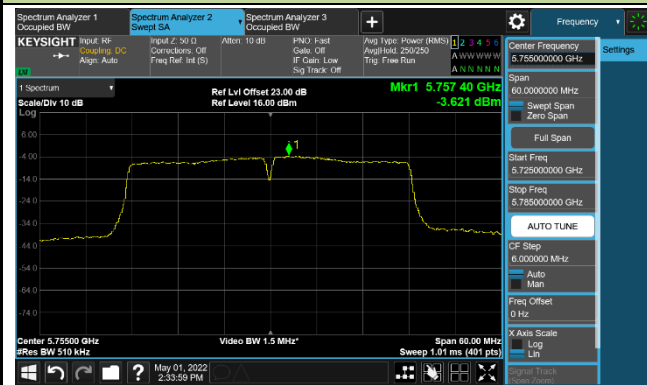 Spectrum Analyzer 1
Occupied BW
Spectrum Analyzer 2
Swept SA
Spectrum Analyzer 3
Occupied BW
+
Frequency
KEYSIGHT
Input: RF
Coupling: DC
Align: Auto
Input Z: 50 Ω
Corrections: Off
Freq Ref: Int (S)
Atten: 10 dB
PNO: Fast
Gate: Off
IF Gain: Low
Sig Track: Off
Avg Type: Power (RMS)
Avg|Hold: 250/250
Trig: Free Run
1 2 3 4 5 6
A W W W W W
A N N N N N
LM
1 Spectrum
Scale/Div 10 dB
Log
Ref Lvl Offset 23.00 dB
Ref Level 16.00 dBm
Mkr1 5.757 40 GHz
-3.621 dBm
1
6.00
-4.00
-14.0
-24.0
-34.0
-44.0
-54.0
-64.0
-74.0
Center 5.75500 GHz
#Res BW 510 kHz
Video BW 1.5 MHz*
Span 60.00 MHz
Sweep 1.01 ms (401 pts)
May 01, 2022
2:33:59 PM
?
Center Frequency
5.755000000 GHz
Settings
Span
60.0000000 MHz
Swept Span
Zero Span
Full Span
Start Freq
5.725000000 GHz
Stop Freq
5.785000000 GHz
AUTO TUNE
CF Step
6.000000 MHz
Auto
Man
Freq Offset
0 Hz
X Axis Scale
Log
Lin
Signal Track
(Span Zoom)